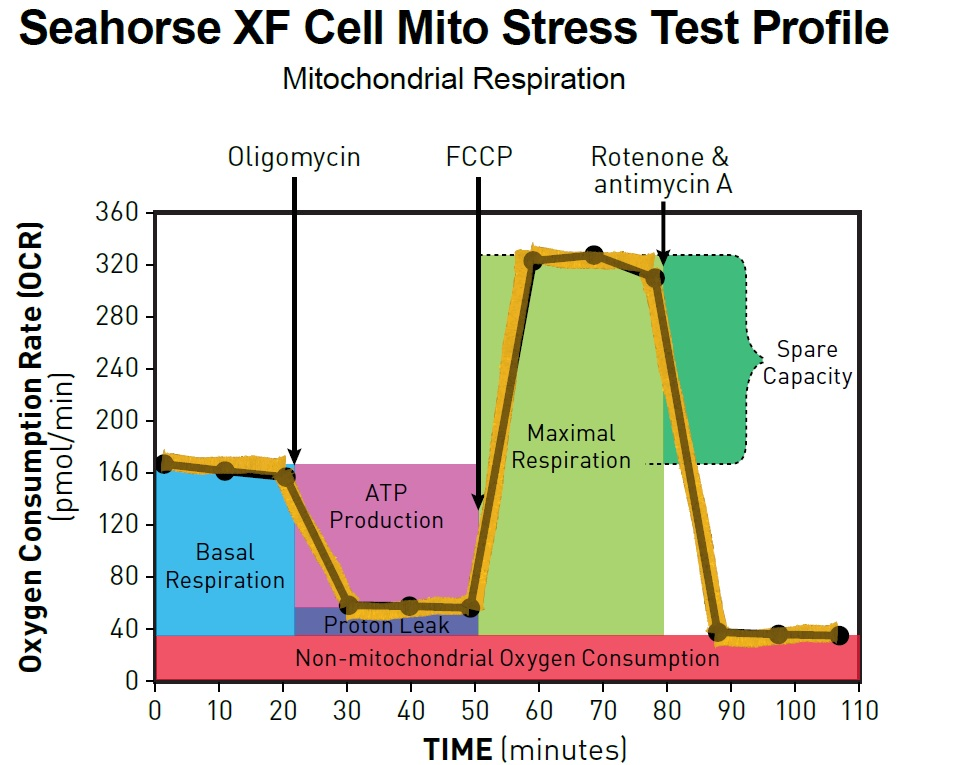 Seahorse XF Cell Mito Stress Test Profile
Mitochondrial Respiration
Oligomycin
FCCP
Rotenone &
antimycin A
Oxygen Consumption Rate (OCR)
(pmol/min)
360
320
280
240
200
160
120
80
40
0
Spare
Capacity
Maximal
Respiration
ATP
Production
Basal
Respiration
Proton Leak
Non-mitochondrial Oxygen Consumption
0 10 20 30 40 50 60 70 80 90 100 110
TIME (minutes)